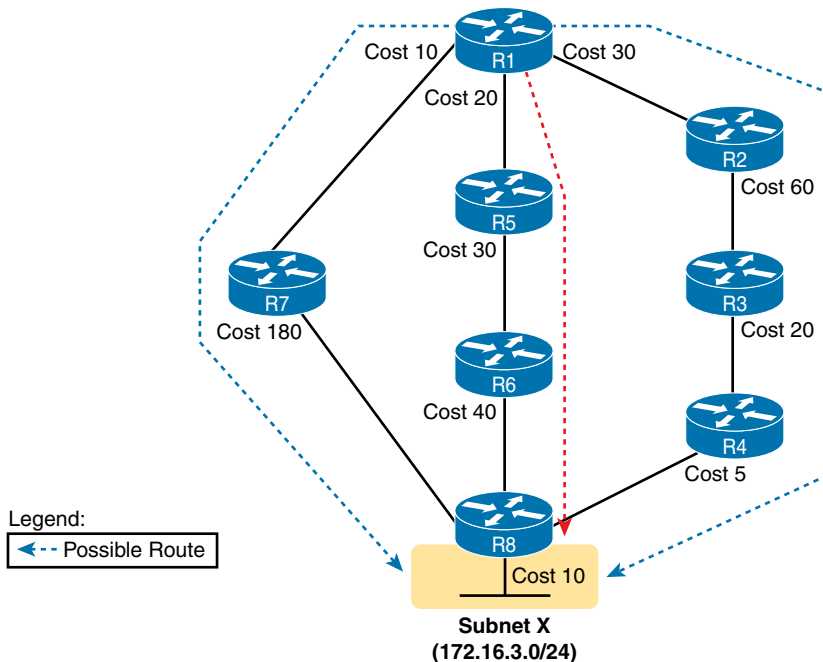 Cost 10
R1
Cost 30
Cost 20
R2
Cost 60
R5
Cost 30
R7
Cost 180
R3
Cost 20
R6
Cost 40
R4
Cost 5
Legend:
Possible Route
R8
Cost 10
Subnet X
(172.16.3.0/24)